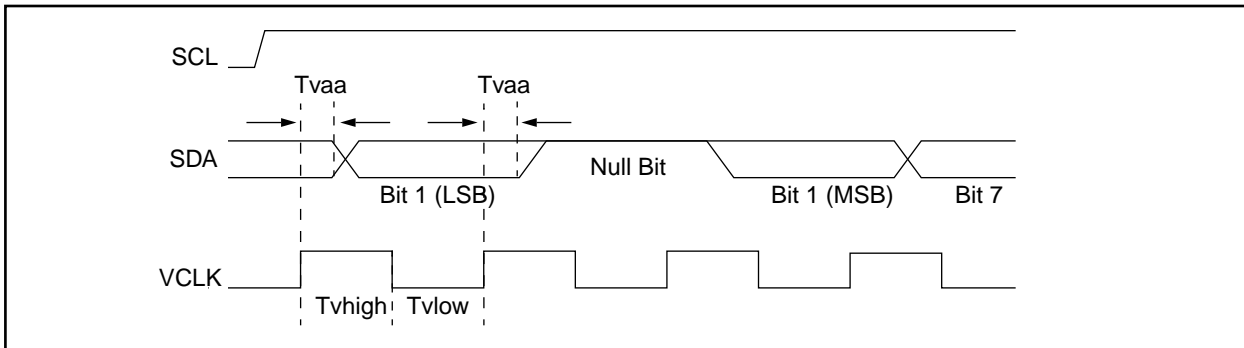 SCL
Tvaa Tvaa
SDA
Null Bit
Bit 1 (LSB) Bit 1 (MSB) Bit 7
VCLK
Tvhigh Tvlow